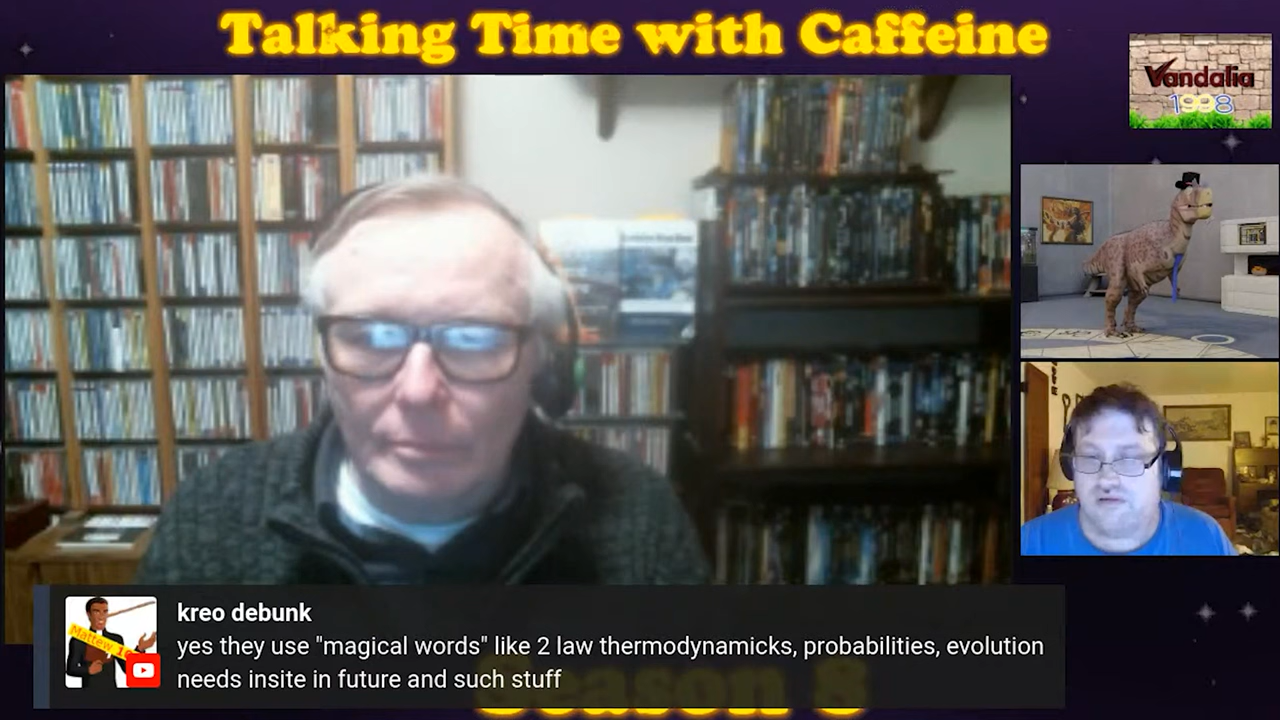 Talking Time with Caffeine
Vandalia
1998
kreo debunk
yes they use "magical words" like 2 law thermodynamicks, probabilities, evolution
needs insite in future and such stuff
Season 8